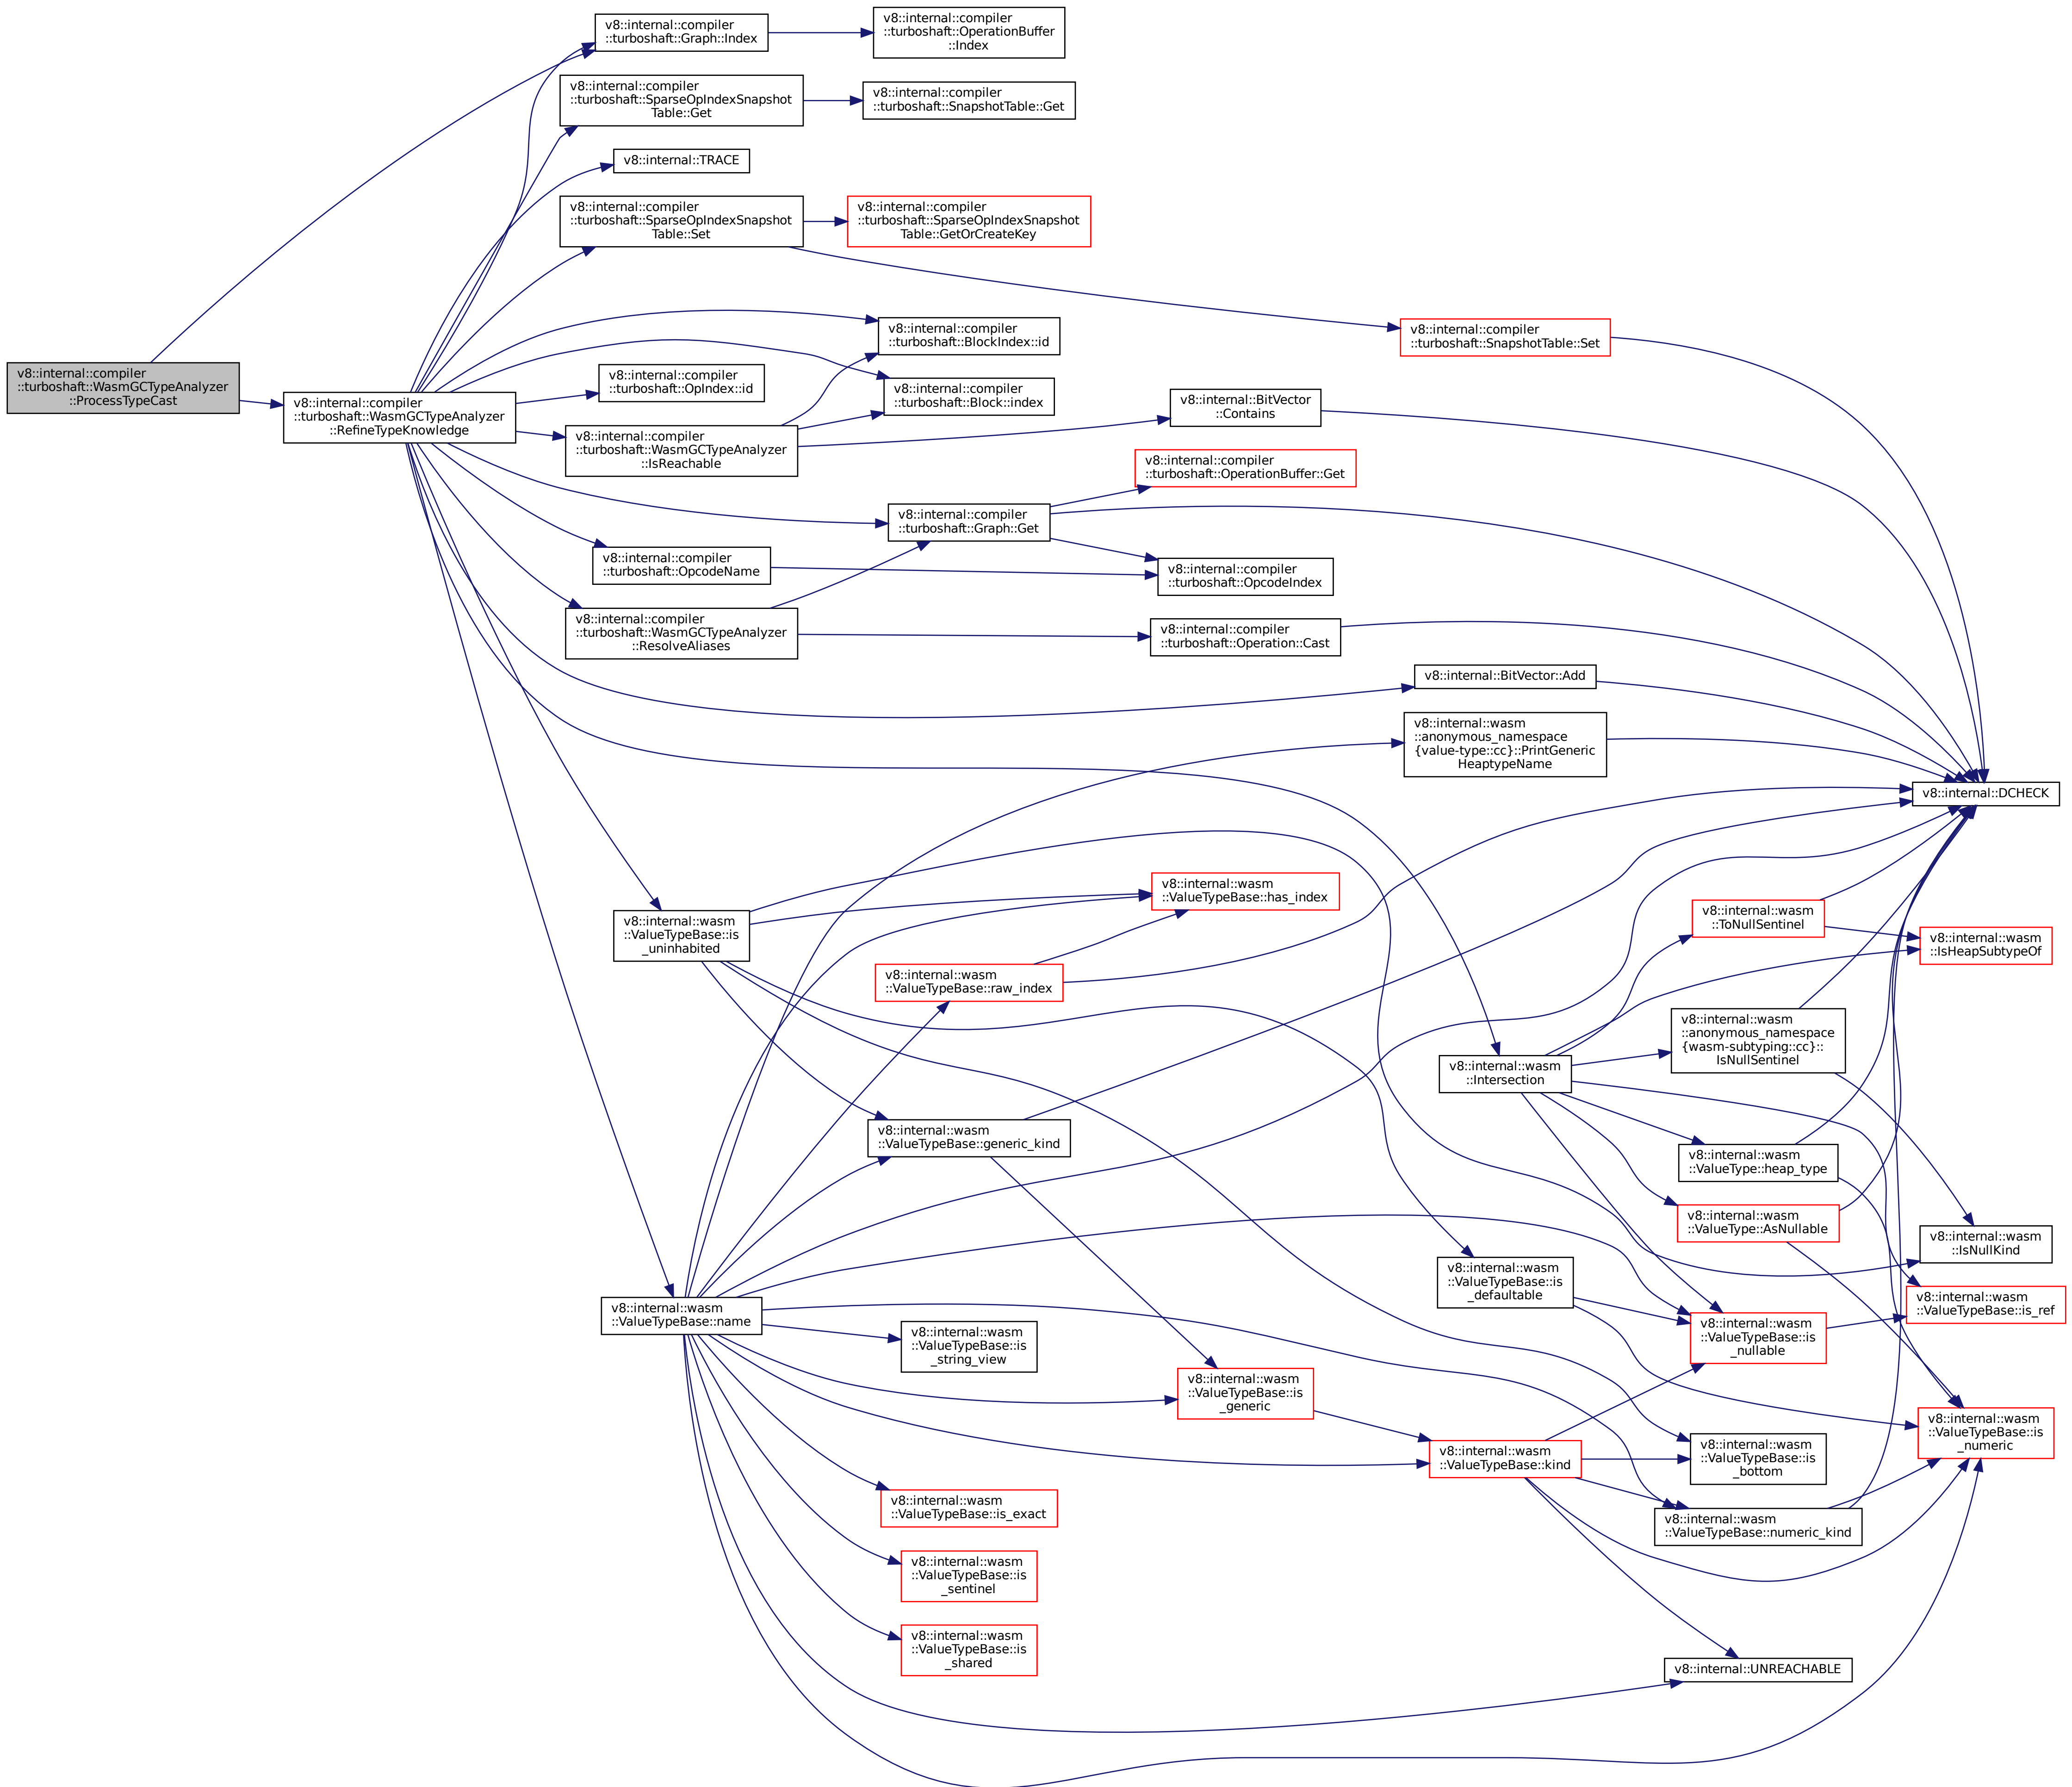 v8::internal::compiler
::turboshaft::WasmGCTypeAnalyzer
::ProcessTypeCast
v8::internal::compiler
::turboshaft::WasmGCTypeAnalyzer
::RefineTypeKnowledge
v8::internal::compiler
::turboshaft::Graph::Index
v8::internal::compiler
::turboshaft::SparseOpIndexSnapshot
Table::Get
v8::internal::TRACE
v8::internal::compiler
::turboshaft::SparseOpIndexSnapshot
Table::Set
v8::internal::compiler
::turboshaft::OpIndex::id
v8::internal::compiler
::turboshaft::WasmGCTypeAnalyzer
::IsReachable
v8::internal::compiler
::turboshaft::OpcodeName
v8::internal::compiler
::turboshaft::WasmGCTypeAnalyzer
::ResolveAliases
v8::internal::wasm
::ValueTypeBase::is
_uninhabited
v8::internal::wasm
::ValueTypeBase::name
v8::internal::compiler
::turboshaft::OperationBuffer
::Index
v8::internal::compiler
::turboshaft::SnapshotTable::Get
v8::internal::compiler
::turboshaft::SparseOpIndexSnapshot
Table::GetOrCreateKey
v8::internal::compiler
::turboshaft::BlockIndex::id
v8::internal::compiler
::turboshaft::Block::index
v8::internal::compiler
::turboshaft::Graph::Get
v8::internal::wasm
::ValueTypeBase::raw_index
v8::internal::wasm
::ValueTypeBase::generic_kind
v8::internal::wasm
::ValueTypeBase::is
_string_view
v8::internal::wasm
::ValueTypeBase::is_exact
v8::internal::wasm
::ValueTypeBase::is
_sentinel
v8::internal::wasm
::ValueTypeBase::is
_shared
v8::internal::BitVector
::Contains
v8::internal::compiler
::turboshaft::OperationBuffer::Get
v8::internal::compiler
::turboshaft::OpcodeIndex
v8::internal::compiler
::turboshaft::Operation::Cast
v8::internal::wasm
::ValueTypeBase::has_index
v8::internal::wasm
::ValueTypeBase::is
_generic
v8::internal::compiler
::turboshaft::SnapshotTable::Set
v8::internal::BitVector::Add
v8::internal::wasm
::anonymous_namespace
{value-type::cc}::PrintGeneric
HeaptypeName
v8::internal::wasm
::Intersection
v8::internal::wasm
::ValueTypeBase::is
_defaultable
v8::internal::wasm
::ValueTypeBase::kind
v8::internal::wasm
::ToNullSentinel
v8::internal::wasm
::anonymous_namespace
{wasm-subtyping::cc}::
IsNullSentinel
v8::internal::wasm
::ValueType::heap_type
v8::internal::wasm
::ValueType::AsNullable
v8::internal::wasm
::ValueTypeBase::is
_nullable
v8::internal::wasm
::ValueTypeBase::is
_bottom
v8::internal::wasm
::ValueTypeBase::numeric_kind
v8::internal::UNREACHABLE
v8::internal::DCHECK
v8::internal::wasm
::IsHeapSubtypeOf
v8::internal::wasm
::IsNullKind
v8::internal::wasm
::ValueTypeBase::is_ref
v8::internal::wasm
::ValueTypeBase::is
_numeric